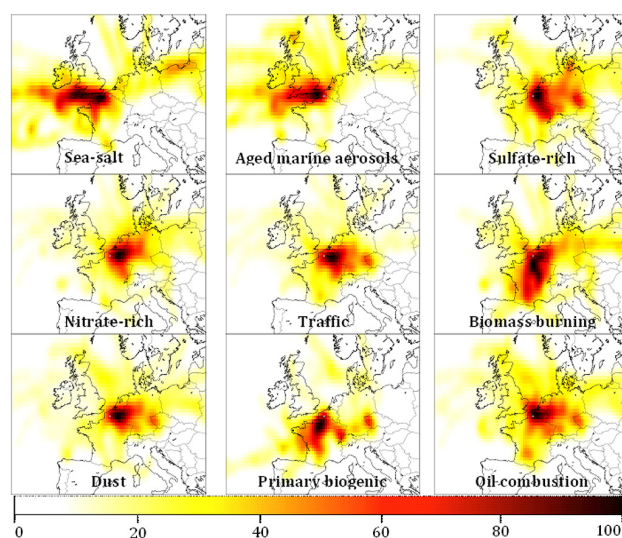 Sea-salt
Aged marine aerosols
Sulfate-rich
Nitrate-rich
Traffic
Biomass burning
Dust
Primary biogenic
Oil combustion
0 20 40 60 80 100